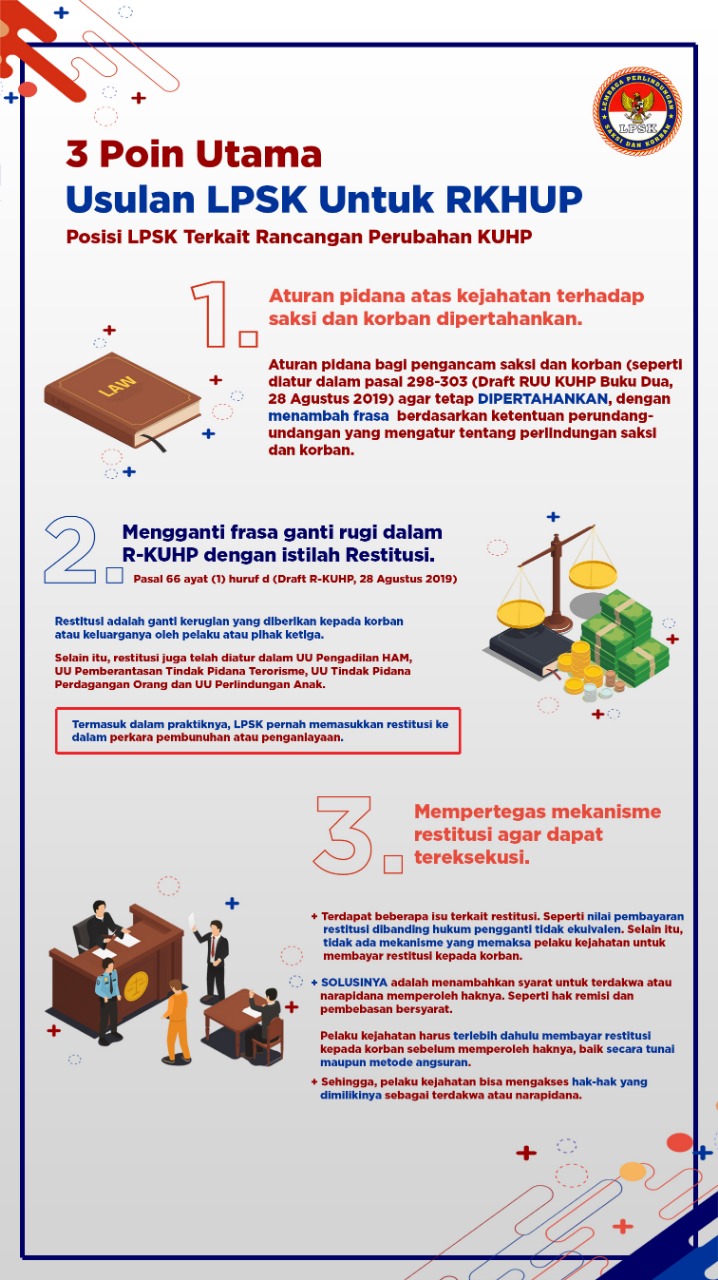 LEMBAGA PERLINDUNGAN
LPSK
SAKSI DAN KORBAN
3 Poin Utama
Usulan LPSK Untuk RKHUP
Posisi LPSK Terkait Rancangan Perubahan KUHP
1.
Aturan pidana atas kejahatan terhadap
saksi dan korban dipertahankan.
LAW
Aturan pidana bagi pengancam saksi dan korban (seperti
diatur dalam pasal 298-303 (Draft RUU KUHP Buku Dua,
28 Agustus 2019) agar tetap DIPERTAHANKAN, dengan
menambah frasa berdasarkan ketentuan perundang-
undangan yang mengatur tentang perlindungan saksi
dan korban.
2.
Mengganti frasa ganti rugi dalam
R-KUHP dengan istilah Restitusi.
Pasal 66 ayat (1) huruf d (Draft R-KUHP, 28 Agustus 2019)
Restitusi adalah ganti kerugian yang diberikan kepada korban
atau keluarganya oleh pelaku atau pihak ketiga.
Selain itu, restitusi juga telah diatur dalam UU Pengadilan HAM,
UU Pemberantasan Tindak Pidana Terorisme, UU Tindak Pidana
Perdagangan Orang dan UU Perlindungan Anak.
Termasuk dalam praktiknya, LPSK pernah memasukkan restitusi ke
dalam perkara pembunuhan atau penganiayaan.
3.
Mempertegas mekanisme
restitusi agar dapat
tereksekusi.
+ Terdapat beberapa isu terkait restitusi. Seperti nilai pembayaran
restitusi dibanding hukum pengganti tidak ekuivalen. Selain itu,
tidak ada mekanisme yang memaksa pelaku kejahatan untuk
membayar restitusi kepada korban.
+ SOLUSINYA adalah menambahkan syarat untuk terdakwa atau
narapidana memperoleh haknya. Seperti hak remisi dan
pembebasan bersyarat.
Pelaku kejahatan harus terlebih dahulu membayar restitusi
kepada korban sebelum memperoleh haknya, baik secara tunai
maupun metode angsuran.
+ Sehingga, pelaku kejahatan bisa mengakses hak-hak yang
dimilikinya sebagai terdakwa atau narapidana.